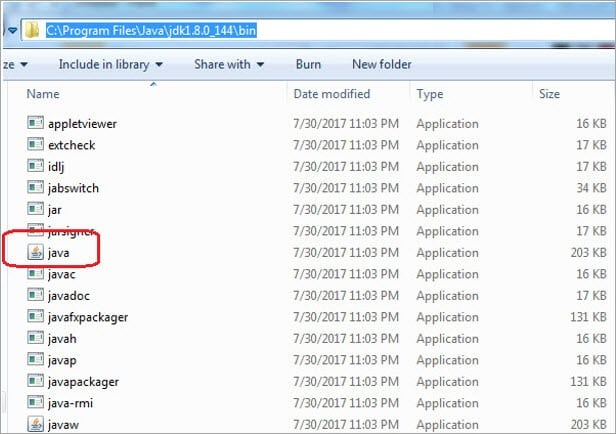 C:\Program Files\Java\jdk1.8.0_144\bin
ze Include in library Share with Burn New folder
Name Date modified Type Size
appletviewer 7/30/2017 11:03 PM Application 16 KB
extcheck 7/30/2017 11:03 PM Application 17 KB
idlj 7/30/2017 11:03 PM Application 17 KB
jabswitch 7/30/2017 11:03 PM Application 34 KB
jar 7/30/2017 11:03 PM Application 16 KB
jarsigner 7/30/2017 11:03 PM Application 17 KB
java 7/30/2017 11:03 PM Application 203 KB
javac 7/30/2017 11:03 PM Application 17 KB
javadoc 7/30/2017 11:03 PM Application 17 KB
javafxpackager 7/30/2017 11:03 PM Application 131 KB
javah 7/30/2017 11:03 PM Application 16 KB
javap 7/30/2017 11:03 PM Application 16 KB
javapackager 7/30/2017 11:03 PM Application 131 KB
java-rmi 7/30/2017 11:03 PM Application 16 KB
javaw 7/30/2017 11:03 PM Application 203 KB